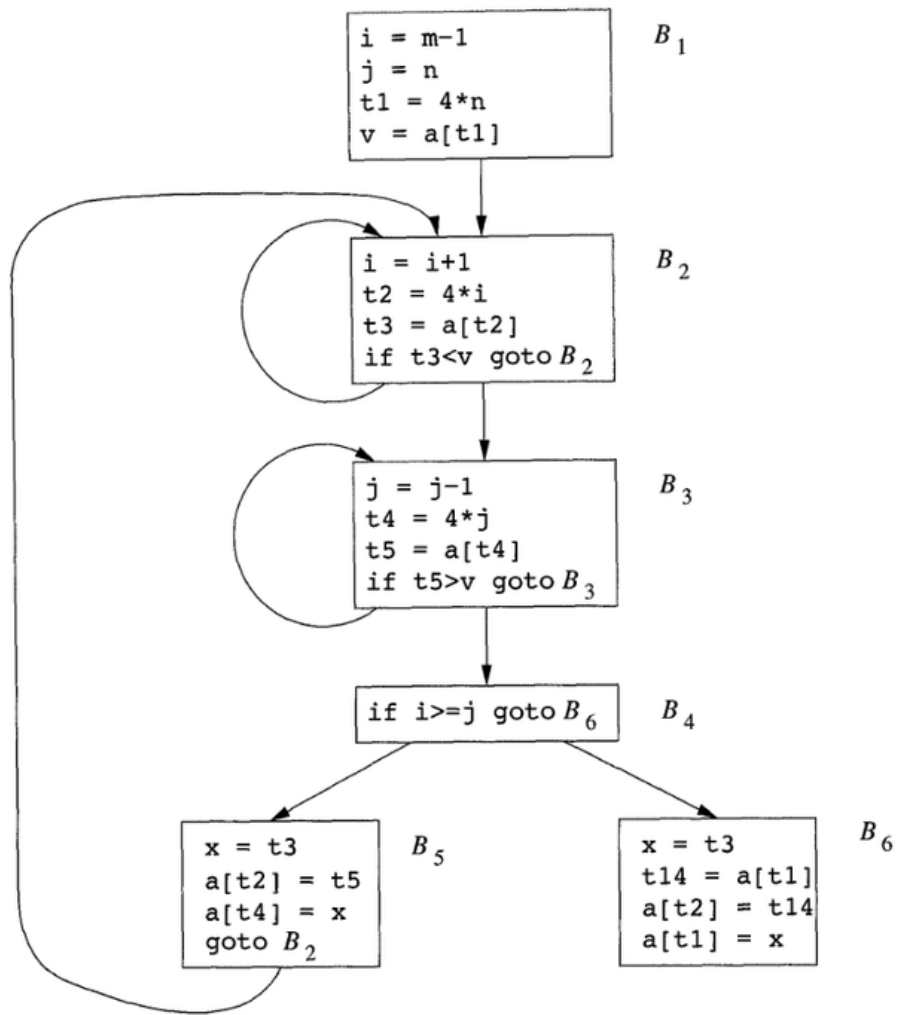 i = m-1
j = n
t1 = 4*n
v = a[t1]
B1
i = i+1
t2 = 4*i
t3 = a[t2]
if t3<v goto B2
B2
j = j-1
t4 = 4*j
t5 = a[t4]
if t5>v goto B3
B3
if i>=j goto B6
B4
x = t3
a[t2] = t5
a[t4] = x
goto B2
B5
x = t3
t14 = a[t1]
a[t2] = t14
a[t1] = x
B6